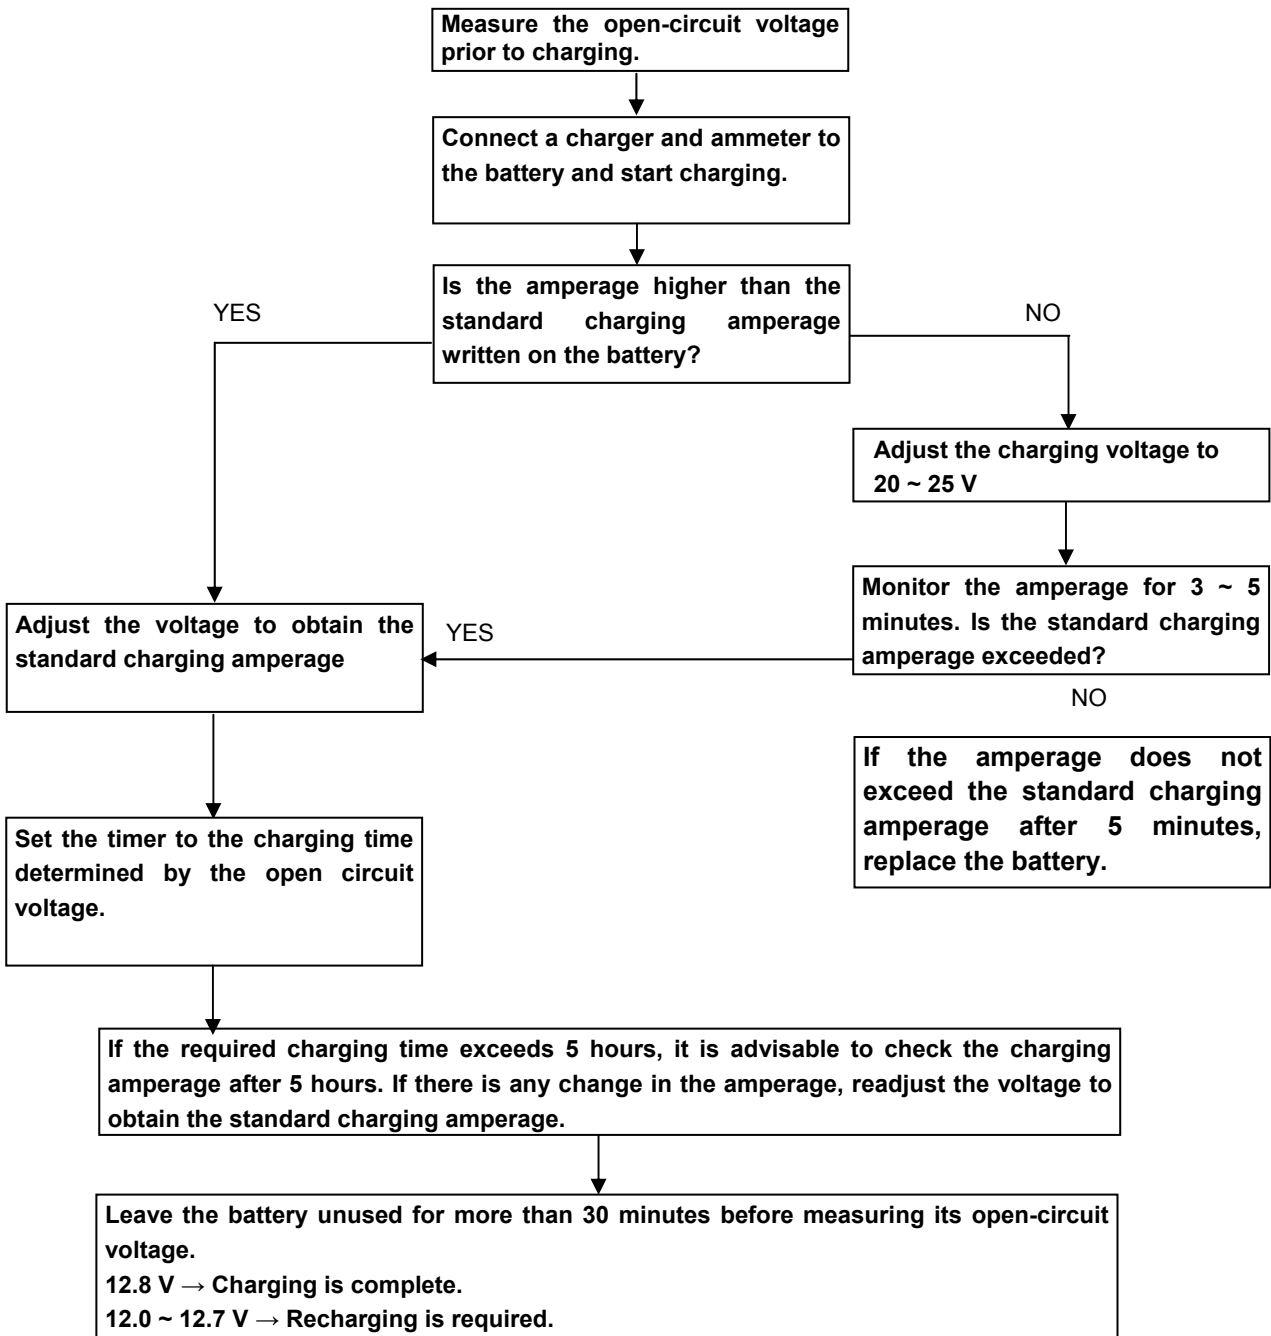 Measure the open-circuit voltage
prior to charging.
Connect a charger and ammeter to
the battery and start charging.
Is the amperage higher than the
standard charging amperage
written on the battery?
YES
NO
Adjust the charging voltage to
20 ~ 25 V
Monitor the amperage for 3 ~ 5
minutes. Is the standard charging
amperage exceeded?
YES
Adjust the voltage to obtain the
standard charging amperage
NO
If the amperage does not
exceed the standard charging
amperage after 5 minutes,
replace the battery.
Set the timer to the charging time
determined by the open circuit
voltage.
If the required charging time exceeds 5 hours, it is advisable to check the charging
amperage after 5 hours. If there is any change in the amperage, readjust the voltage to
obtain the standard charging amperage.
Leave the battery unused for more than 30 minutes before measuring its open-circuit
voltage.
12.8 V → Charging is complete.
12.0 ~ 12.7 V → Recharging is required.